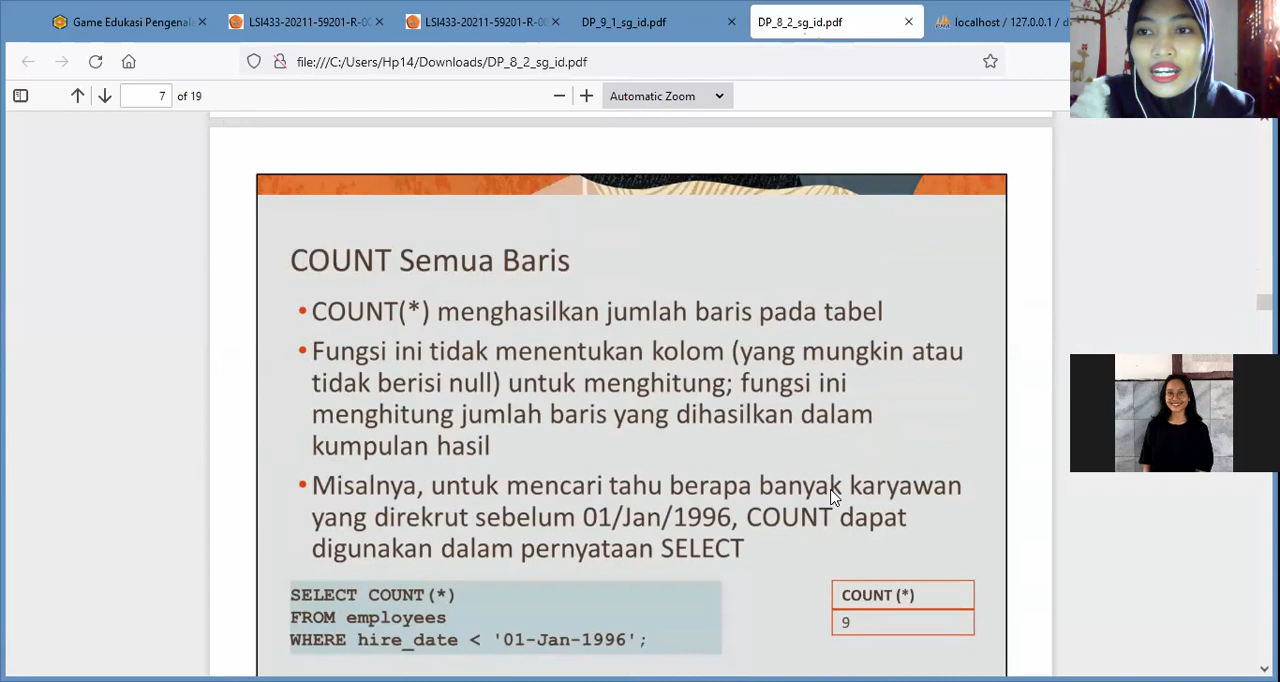 Game Edukasi Pengenal
LSI433-20211-59201-R-0
LSI433-20211-59201-R-0
DP_9_1_sg_id.pdf
DP_8_2_sg_id.pdf
localhost / 127.0.0.1 / d
file:///C:/Users/Hp14/Downloads/DP_8_2_sg_id.pdf
7 of 19
Automatic Zoom
COUNT Semua Baris
•COUNT(*) menghasilkan jumlah baris pada tabel
•Fungsi ini tidak menentukan kolom (yang mungkin atau
tidak berisi null) untuk menghitung; fungsi ini
menghitung jumlah baris yang dihasilkan dalam
kumpulan hasil
•Misalnya, untuk mencari tahu berapa banyak karyawan
yang direkrut sebelum 01/Jan/1996, COUNT dapat
digunakan dalam pernyataan SELECT
SELECT COUNT(*)
FROM employees
WHERE hire_date < '01-Jan-1996';
COUNT (*)
9